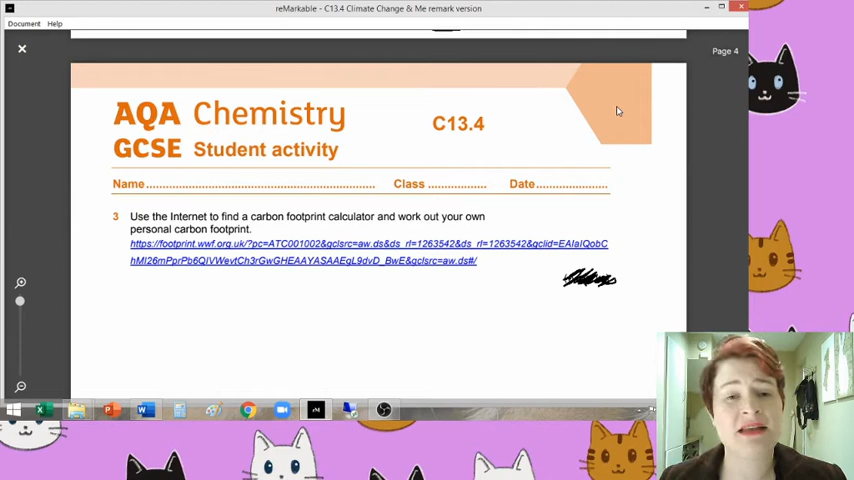 reMarkable - C13.4 Climate Change & Me remark version
Document Help
Page 4
AQA Chemistry
C13.4
GCSE Student activity
Name.................................................... Class .................. Date......................
3 Use the Internet to find a carbon footprint calculator and work out your own
personal carbon footprint.
https://footprint.wwf.org.uk/?pc=ATC001002&gclsrc=aw.ds&ds_rl=1263542&ds_rl=1263542&gclid=EAIaIQobC
hMI26mPprPb6QIVWevtCh3rGwGHEAAYASAAEgL9dvD_BwE&gclsrc=aw.ds#/